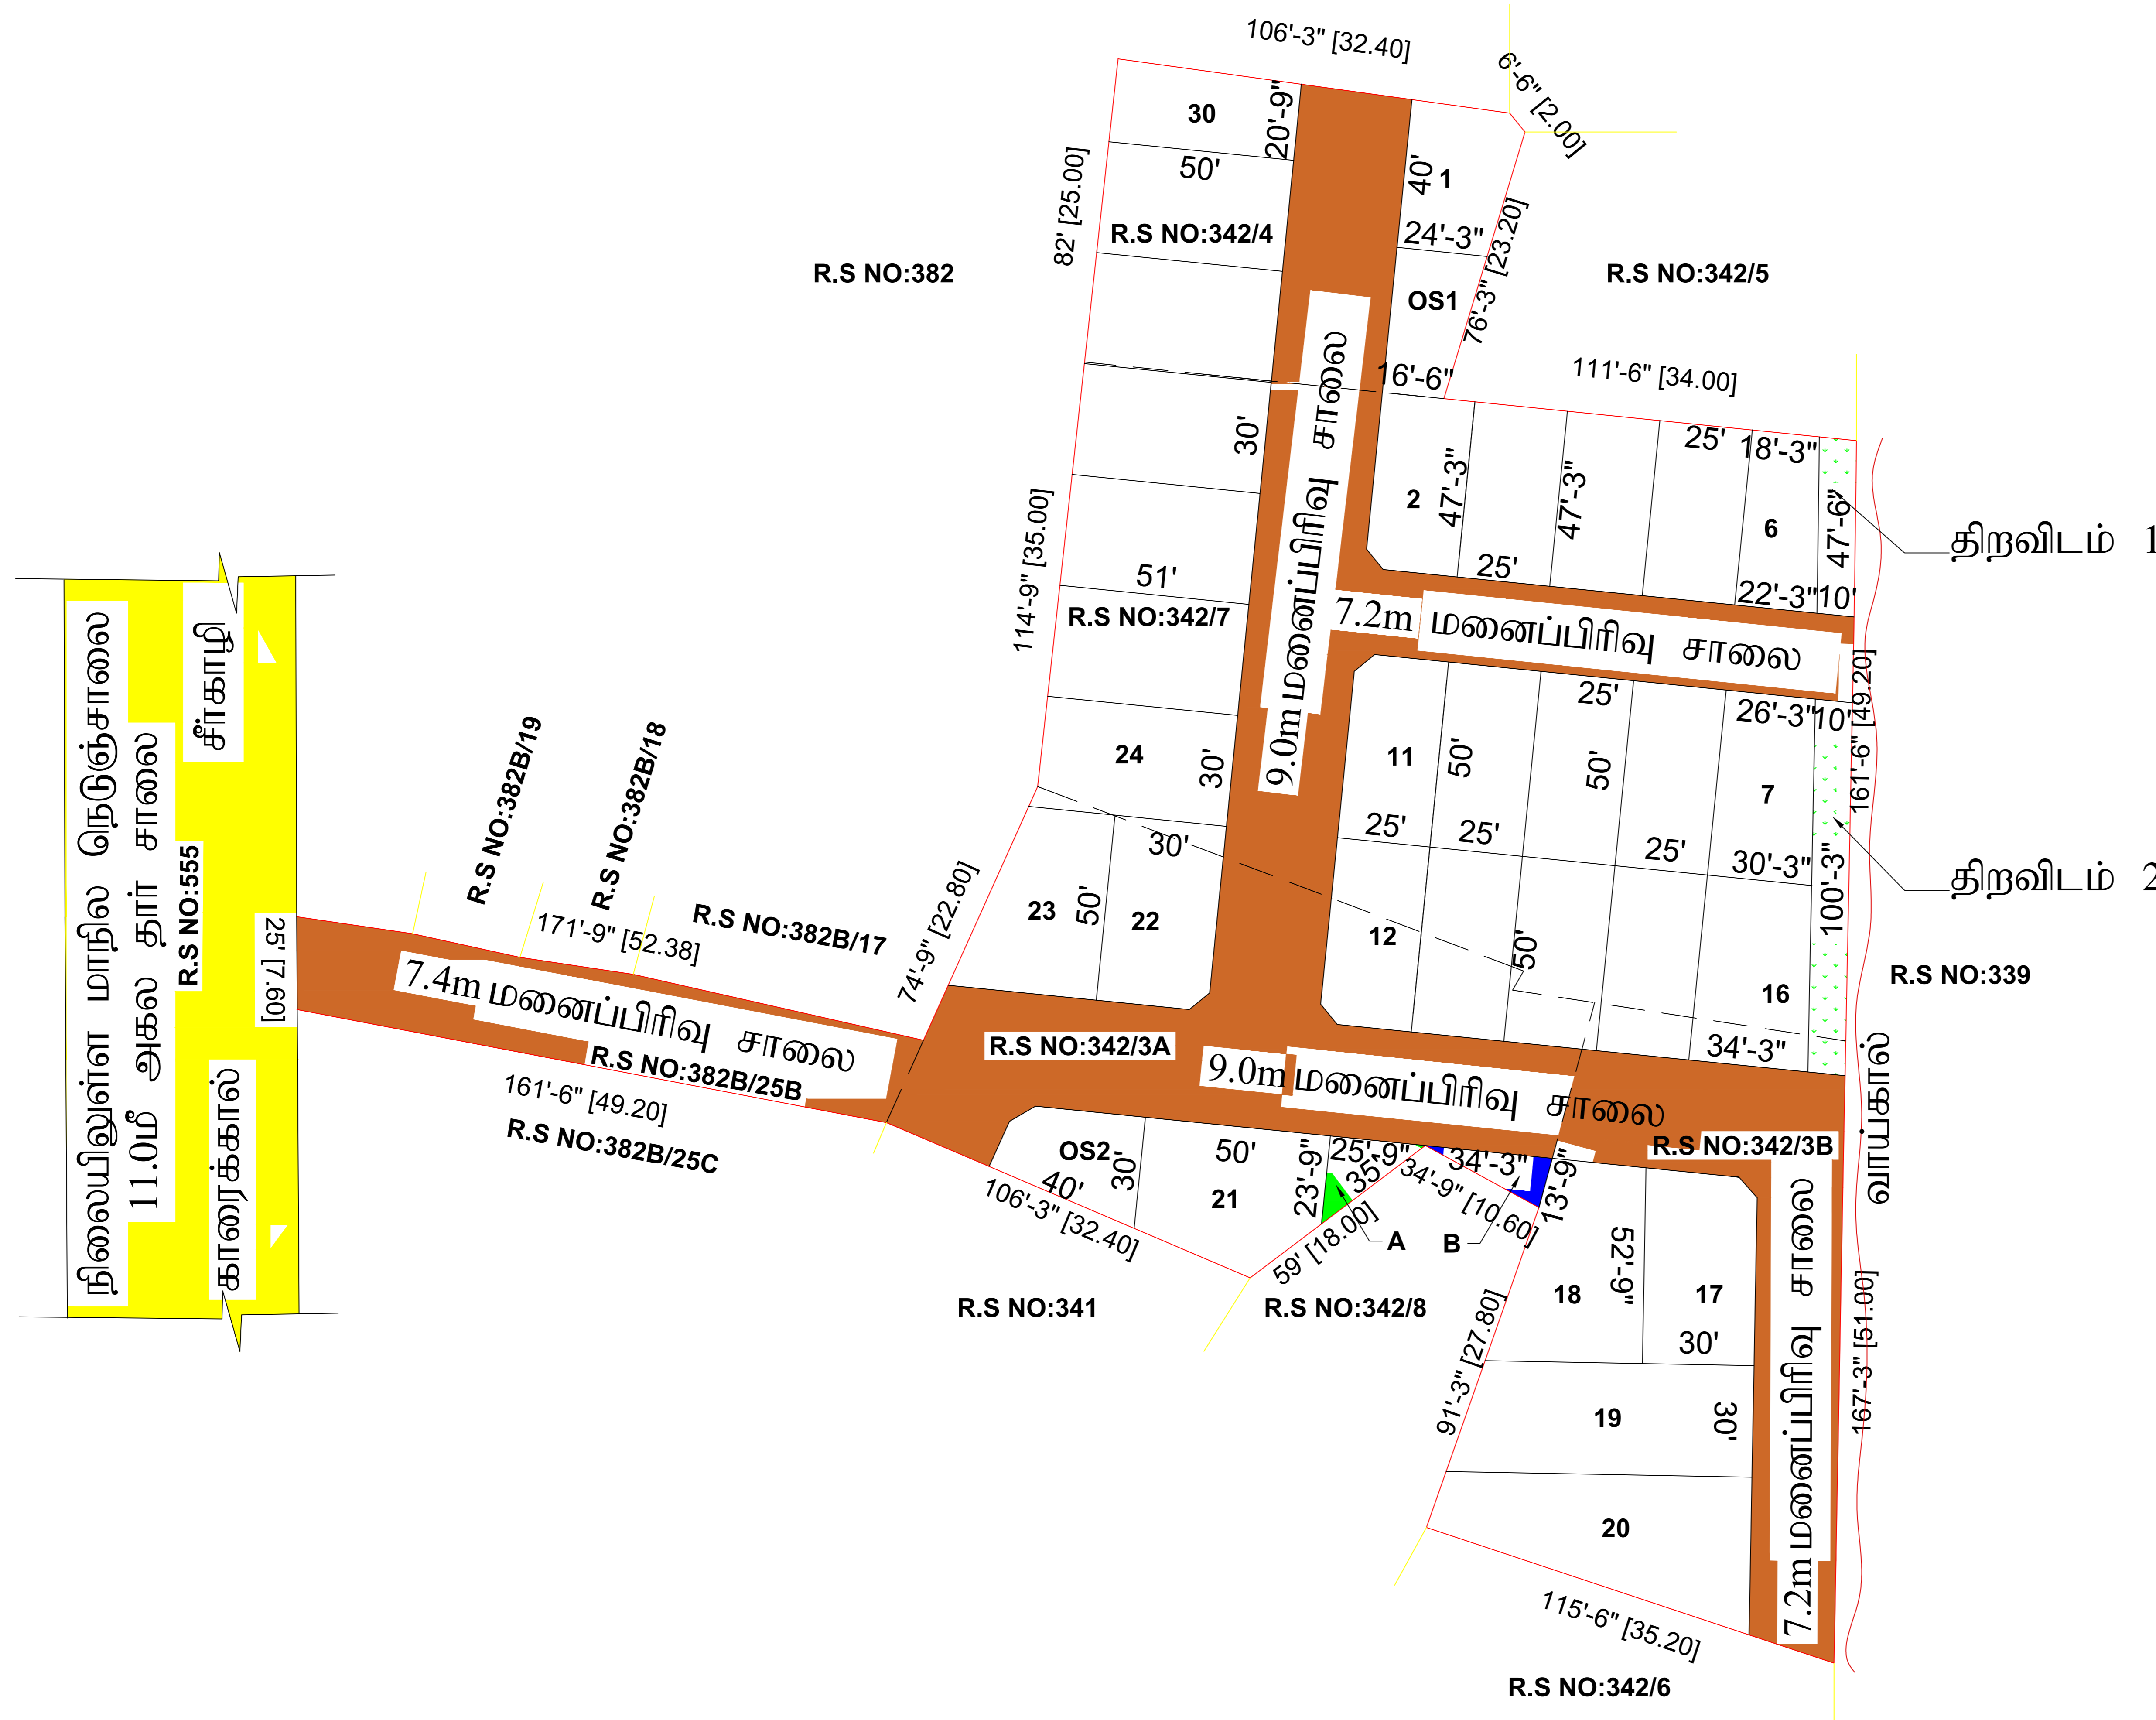 106'-3" [32.40]
6'-6" [2.00]
30
20'-9"
50'
82' [25.00]
R.S NO:342/4
R.S NO:382
40'
1
24'-3"
OS1
76'-3" [23.20]
R.S NO:342/5
16'-6"
111'-6" [34.00]
30'
2
47'-3"
47'-3"
25'
25'
18'-3"
6
47'-6"
22'-3"
10'
திறவிடம் 1
51'
R.S NO:342/7
114'-9" [35.00]
9.0m மனைப்பிரிவு சாலை
7.2m மனைப்பிரிவு சாலை
24
30'
11
50'
25'
50'
26'-3"
10'
7
161'-6" [49.20]
25'
25'
25'
30'-3"
100'-3"
திறவிடம் 2
நிலையிலுள்ள மாநில நெடுஞ்சாலை
11.0மீ அகல தார் சாலை
R.S NO:555
சீர்காழி
காரைக்கால்
25' [7.60]
R.S NO:382B/19
R.S NO:382B/18
R.S NO:382B/17
171'-9" [52.38]
7.4m மனைப்பிரிவு சாலை
R.S NO:382B/25B
161'-6" [49.20]
R.S NO:382B/25C
74'-9" [22.80]
30'
23
50'
22
12
50'
16
34'-3"
R.S NO:339
வாய்கால்
R.S NO:342/3A
9.0m மனைப்பிரிவு சாலை
R.S NO:342/3B
OS2
40'
30'
50'
21
106'-3" [32.40]
23'-9"
25'-9"
35'
59' [18.00]
34'-3"
34'-9" [10.60]
13'-9"
A
B
R.S NO:341
R.S NO:342/8
18
52'-9"
17
30'
91'-3" [27.80]
19
30'
20
7.2m மனைப்பிரிவு சாலை
167'-3" [51.00]
115'-6" [35.20]
R.S NO:342/6